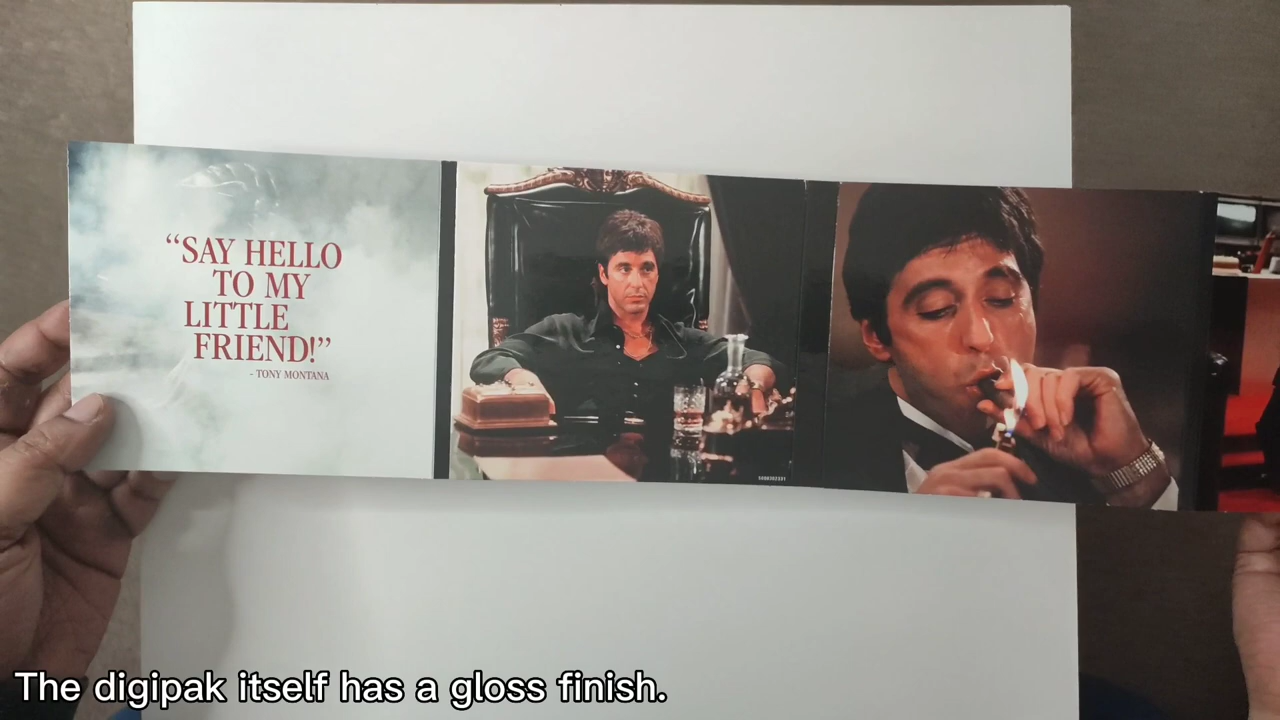 “SAY HELLO
TO MY
LITTLE
FRIEND!”
- TONY MONTANA
The digipak itself has a gloss finish.